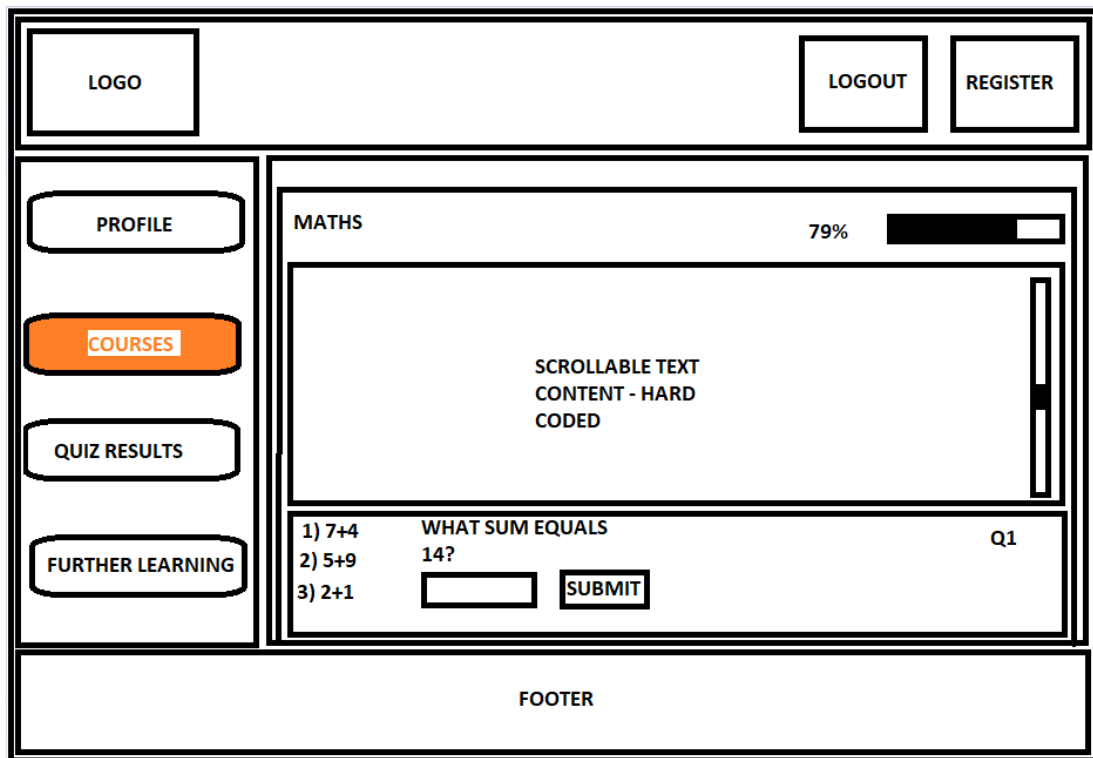 LOGO
LOGOUT
REGISTER
PROFILE
COURSES
QUIZ RESULTS
FURTHER LEARNING
MATHS
79%
SCROLLABLE TEXT
CONTENT - HARD
CODED
1) 7+4
2) 5+9
3) 2+1
WHAT SUM EQUALS
14?
SUBMIT
Q1
FOOTER